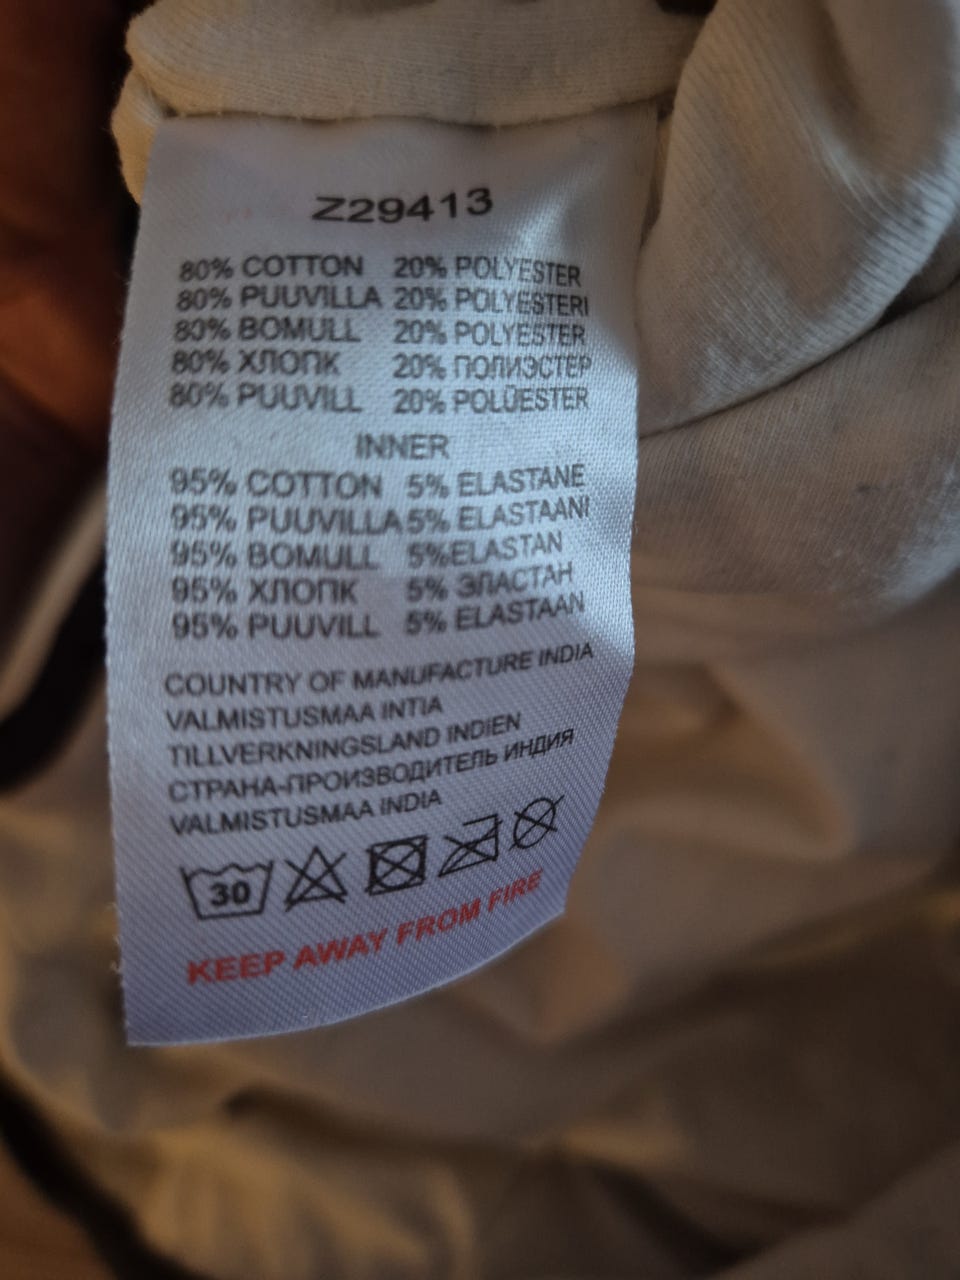 Z29413
80% COTTON 20% POLYESTER
80% PUUVILLA 20% POLYESTERI
80% BOMULL 20% POLYESTER
80% ХЛОПК 20% ПОЛИЭСТЕР
80% PUUVILL 20% POLÜESTER
INNER
95% COTTON 5% ELASTANE
95% PUUVILLA 5% ELASTAANI
95% BOMULL 5%ELASTAN
95% ХЛОПК 5% ЭЛАСТАН
95% PUUVILL 5% ELASTAAN
COUNTRY OF MANUFACTURE INDIA
VALMISTUSMAA INTIA
TILLVERKNINGSLAND INDIEN
СТРАНА-ПРОИЗВОДИТЕЛЬ ИНДИЯ
VALMISTUSMAA INDIA
30
KEEP AWAY FROM FIRE